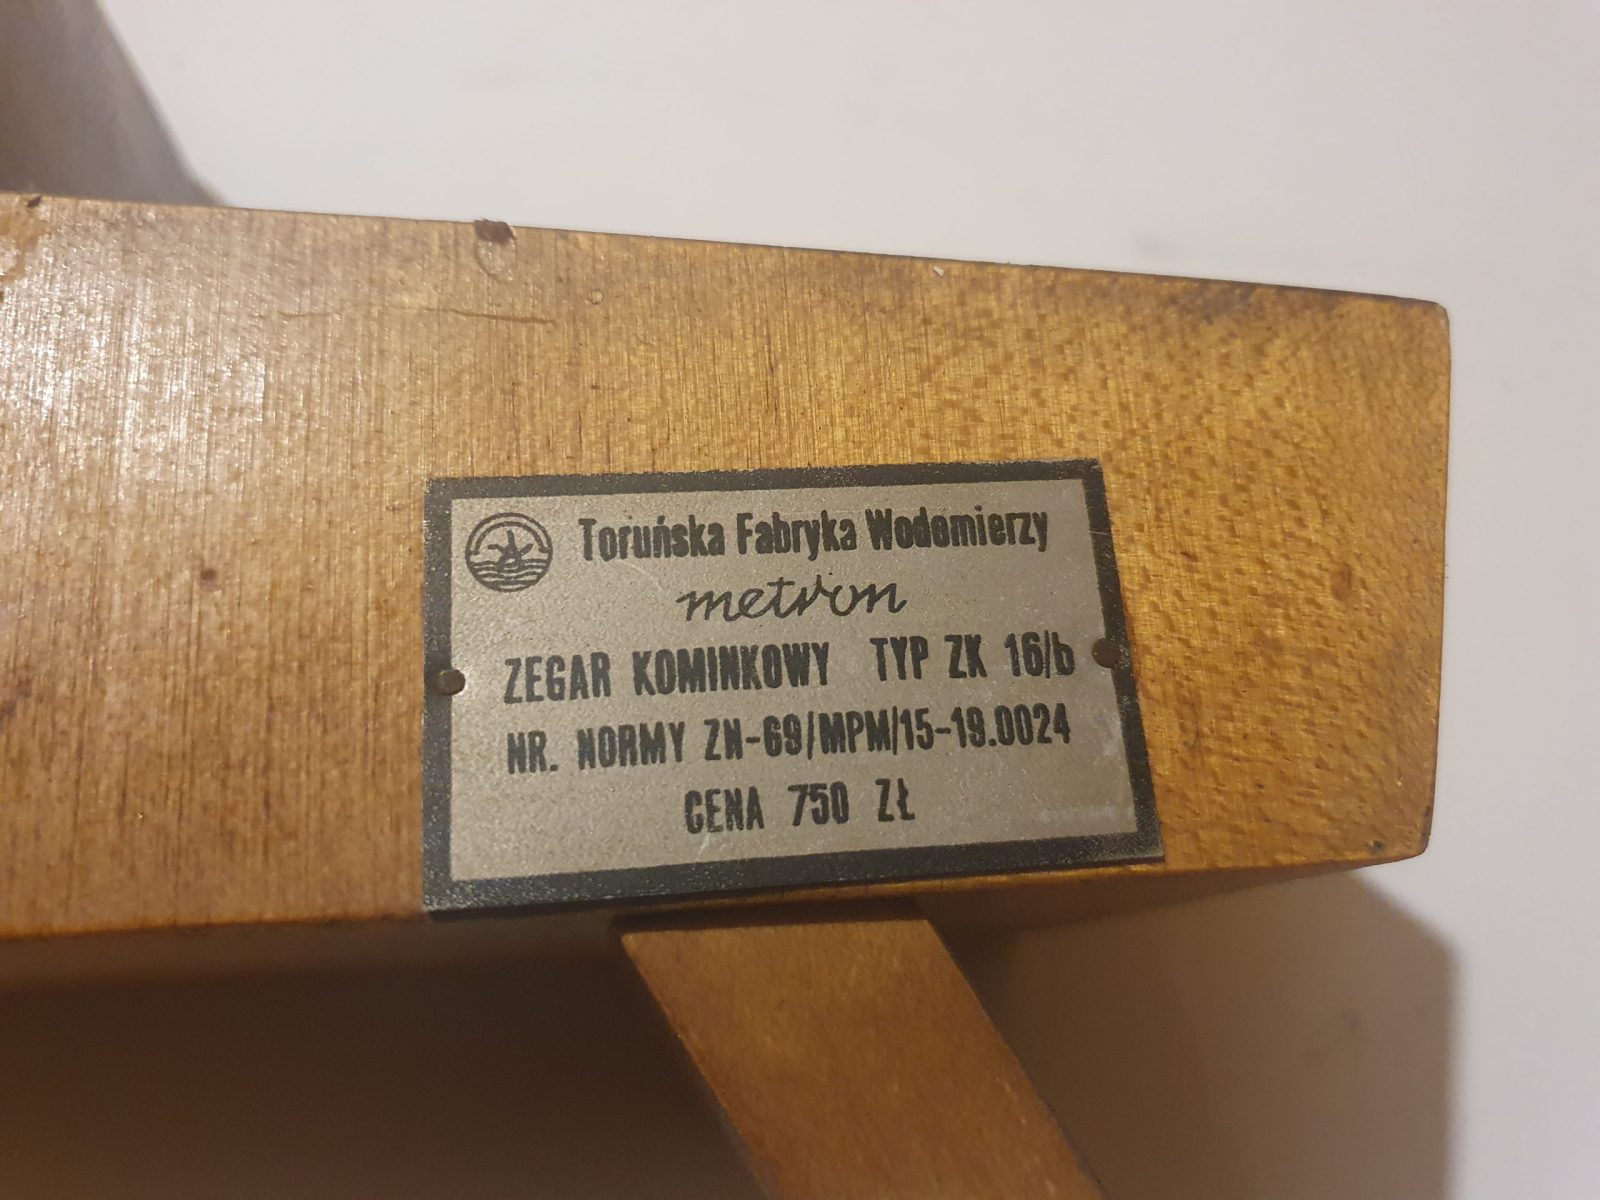 Toruńska Fabryka Wodomierzy
metron
ZEGAR KOMINKOWY TYP ZK 16/b
NR. NORMY ZN-69/MPM/15-19.0024
CENA 750 ZŁ